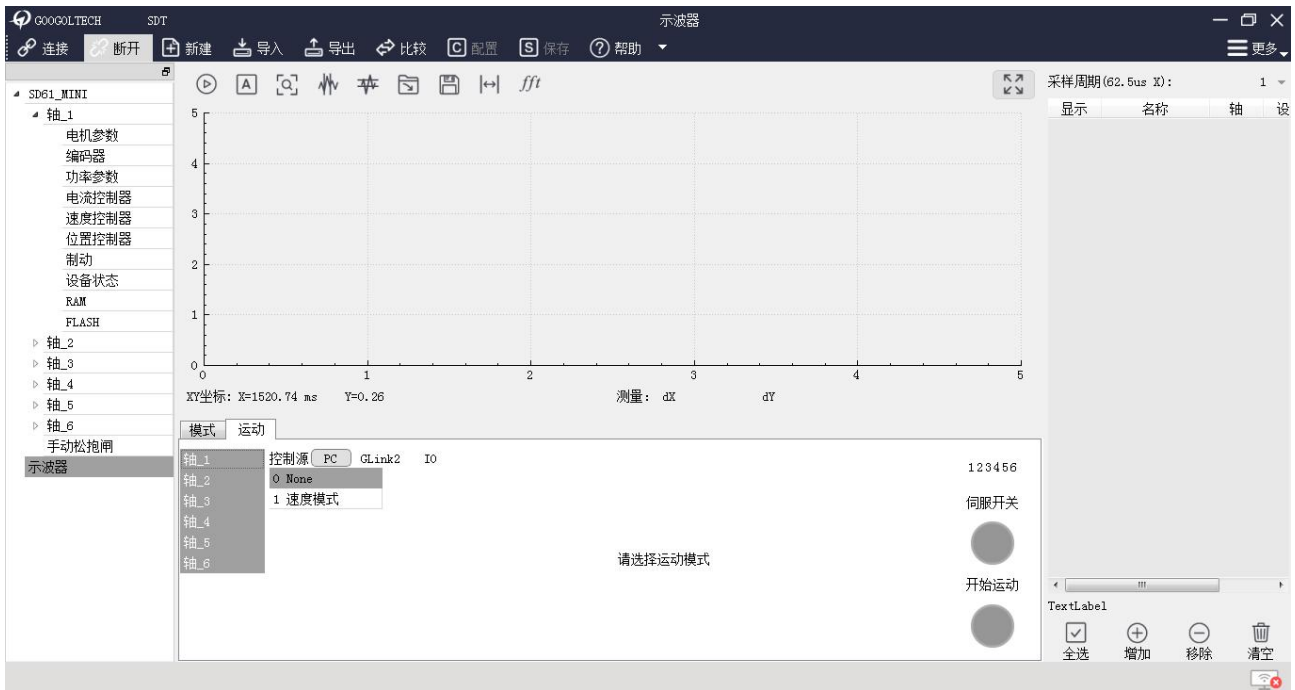 GOOGOLTECH SDT 示波器
连接 断开 新建 导入 导出 比较 C 配置 S 保存 ? 帮助 更多
A fft 采样周期(62.5us X): 1
SD61_MINI
显示 名称 轴 设
轴_1
电机参数
编码器
功率参数
电流控制器
速度控制器
位置控制器
制动
设备状态
RAM
FLASH
轴_2
轴_3
轴_4
轴_5
轴_6
手动松抱闸
示波器
5
4
3
2
1
0
0 1 2 3 4 5
XY坐标: X=1520.74 ms Y=0.26 测量: dX dY
模式 运动
轴_1
轴_2
轴_3
轴_4
轴_5
轴_6
控制源 PC GLink2 IO
0 None
1 速度模式
请选择运动模式
123456
伺服开关
开始运动
TextLabel
全选 增加 移除 清空